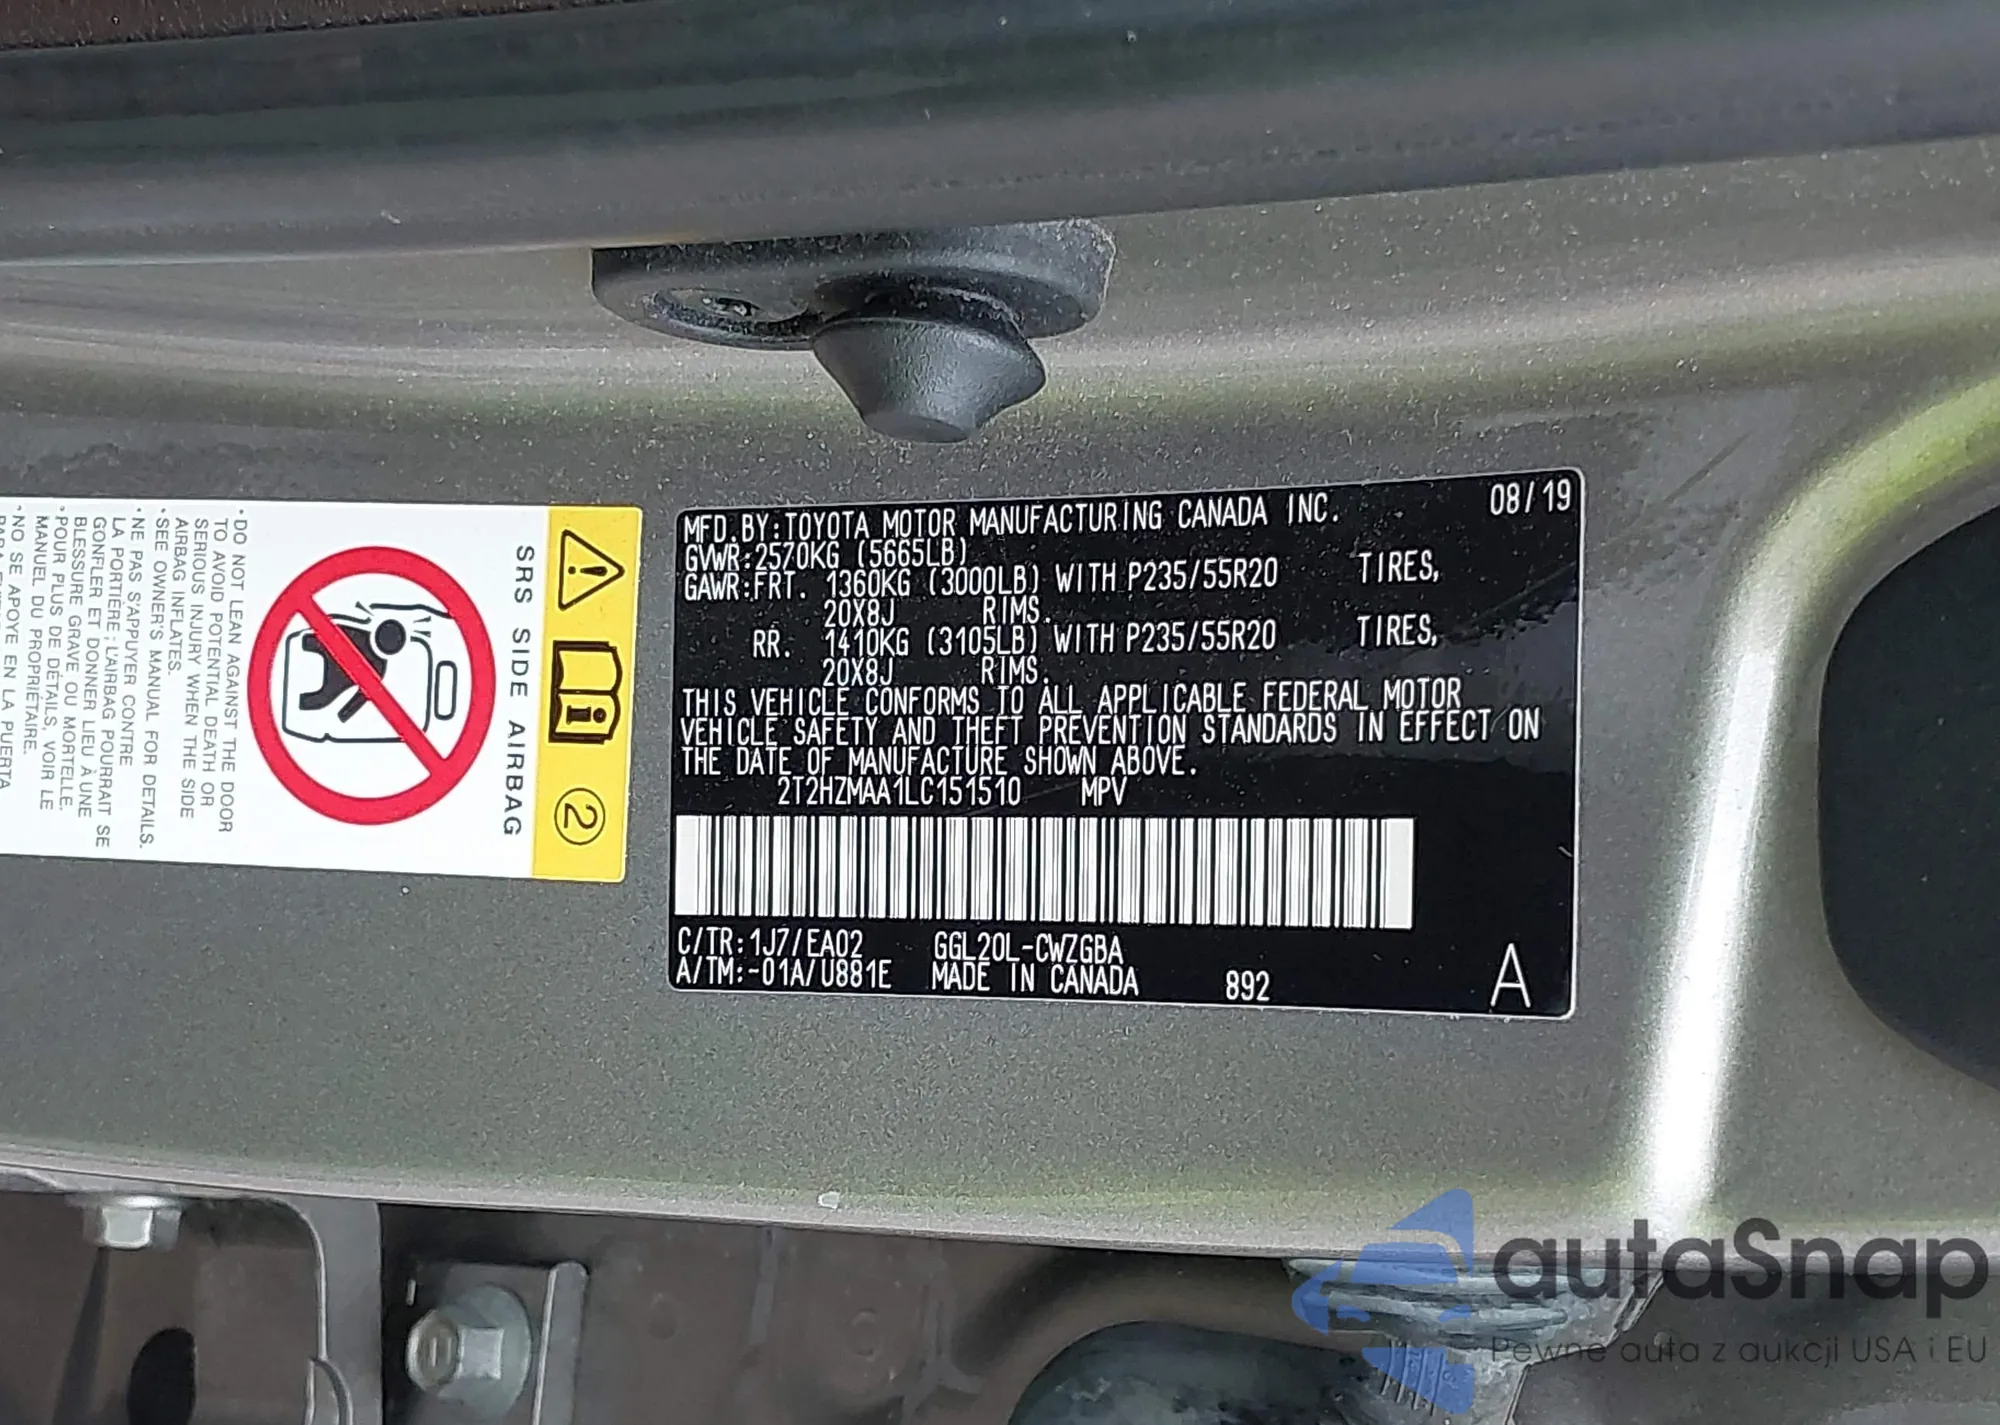 MFD.BY:TOYOTA MOTOR MANUFACTURING CANADA INC. 08/19
GVWR:2570KG (5665LB)
GAWR:FRT. 1360KG (3000LB) WITH P235/55R20 TIRES,
20X8J RIMS.
RR. 1410KG (3105LB) WITH P235/55R20 TIRES,
20X8J RIMS.
THIS VEHICLE CONFORMS TO ALL APPLICABLE FEDERAL MOTOR
VEHICLE SAFETY AND THEFT PREVENTION STANDARDS IN EFFECT ON
THE DATE OF MANUFACTURE SHOWN ABOVE.
2T2HZMAA1LC151510 MPV
C/TR:1J7/EA02 GGL20L-CWZGBA
A/TM:-01A/U881E MADE IN CANADA 892 A
2
SRS SIDE AIRBAG
•DO NOT LEAN AGAINST THE DOOR
TO AVOID POTENTIAL DEATH OR
SERIOUS INJURY WHEN THE SIDE
AIRBAG INFLATES.
•SEE OWNER'S MANUAL FOR DETAILS.
•NE PAS S'APPUYER CONTRE
LA PORTIÈRE; L'AIRBAG POURRAIT SE
GONFLER ET DONNER LIEU À UNE
BLESSURE GRAVE OU MORTELLE.
•POUR PLUS DE DÉTAILS, VOIR LE
MANUEL DU PROPRIÉTAIRE.
•NO SE APOYE EN LA PUERTA
autaSnap
Pewne auta z aukcji USA i EU